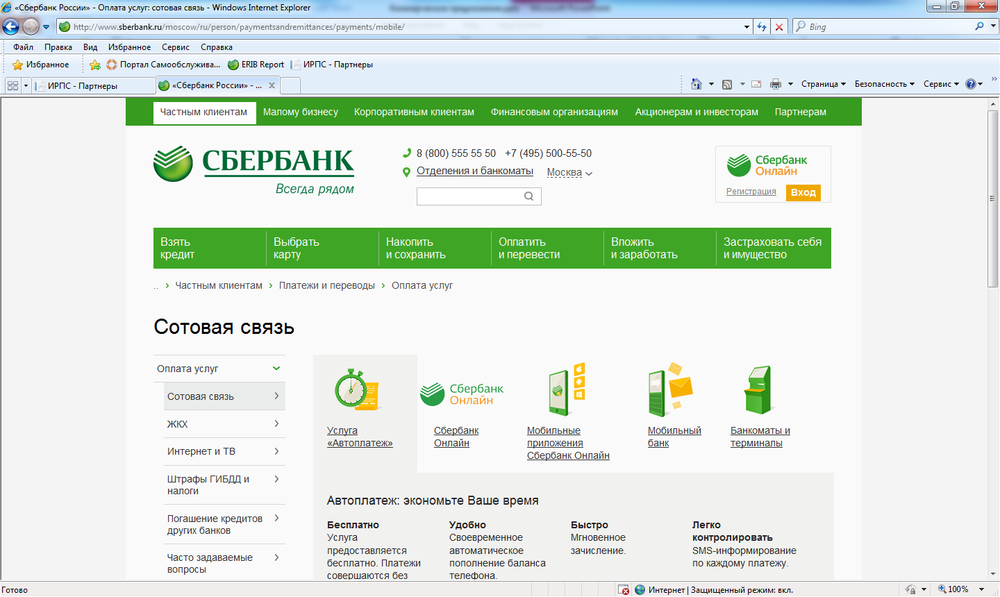 «Сбербанк России» - Оплата услуг: сотовая связь - Windows Internet Explorer
http://www.sberbank.ru/moscow/ru/person/paymentsandremittances/payments/mobile/
Bing
Файл Правка Вид Избранное Сервис Справка
Избранное Портал Самообслужива... ERIB Report ИРПС - Партнеры
ИРПС - Партнеры «Сбербанк России» - ... Страница Безопасность Сервис
Частным клиентам Малому бизнесу Корпоративным клиентам Финансовым организациям Акционерам и инвесторам Партнерам
СБЕРБАНК
Всегда рядом
8 (800) 555 55 50 +7 (495) 500-55-50
Отделения и банкоматы Москва
Сбербанк
Онлайн
Регистрация Вход
Взять
кредит
Выбрать
карту
Накопить
и сохранить
Оплатить
и перевести
Вложить
и заработать
Застраховать себя
и имущество
.. > Частным клиентам > Платежи и переводы > Оплата услуг
Сотовая связь
Оплата услуг
Сотовая связь
ЖКХ
Интернет и ТВ
Штрафы ГИБДД и
налоги
Погашение кредитов
других банков
Часто задаваемые
вопросы
Сбербанк
Онлайн
Услуга
«Автоплатеж»
Сбербанк
Онлайн
Мобильные
приложения
Сбербанк Онлайн
Мобильный
банк
Банкоматы и
терминалы
Автоплатеж: экономьте Ваше время
Бесплатно
Услуга
предоставляется
бесплатно. Платежи
совершаются без
Удобно
Своевременное
автоматическое
пополнение баланса
телефона.
Быстро
Мгновенное
зачисление.
Легко
контролировать
SMS-информирование
по каждому платежу.
Готово
Интернет | Защищенный режим: вкл.
100%